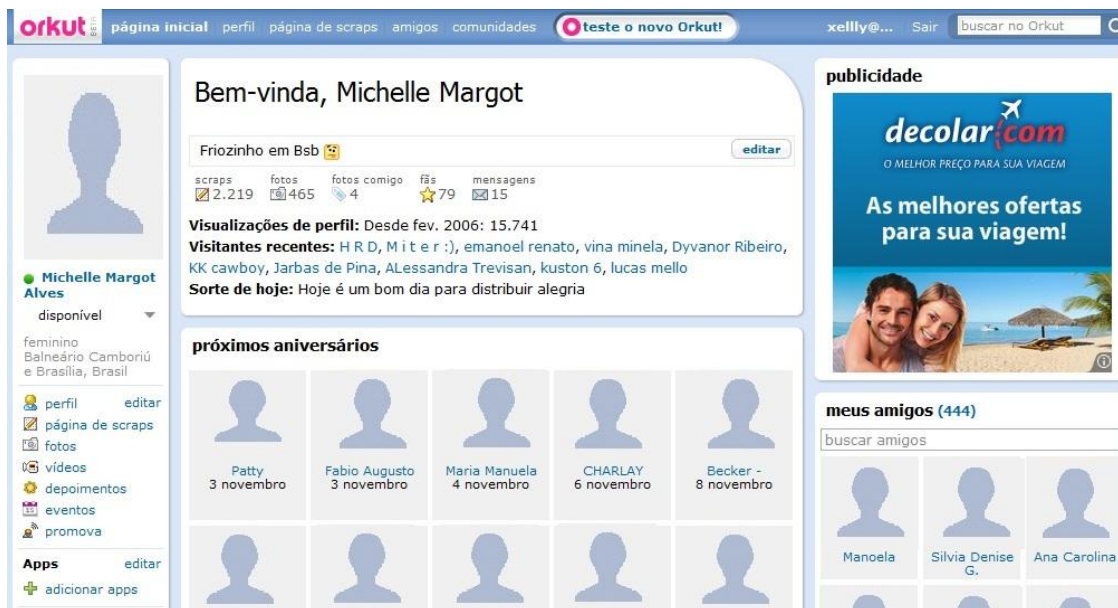 orkut BETA
página inicial perfil página de scraps amigos comunidades teste o novo Orkut! xellly@... Sair buscar no Orkut
Michelle Margot
Alves
disponível
feminino
Balneário Camboriú
e Brasília, Brasil
perfil editar
página de scraps
fotos
vídeos
depoimentos
eventos
promova
Apps editar
adicionar apps
Bem-vinda, Michelle Margot
Friozinho em Bsb editar
scraps fotos fotos comigo fãs mensagens
2.219 465 4 79 15
Visualizações de perfil: Desde fev. 2006: 15.741
Visitantes recentes: H R D, M i t e r :), emanoel renato, vina minela, Dyvanor Ribeiro,
KK cawboy, Jarbas de Pina, ALessandra Trevisan, kuston 6, lucas mello
Sorte de hoje: Hoje é um bom dia para distribuir alegria
próximos aniversários
Patty Fabio Augusto Maria Manuela CHARLAY Becker -
3 novembro 3 novembro 4 novembro 6 novembro 8 novembro
publicidade
decolar.com
O MELHOR PREÇO PARA SUA VIAGEM
As melhores ofertas
para sua viagem!
meus amigos (444)
buscar amigos
Manoela Silvia Denise Ana Carolina
G.